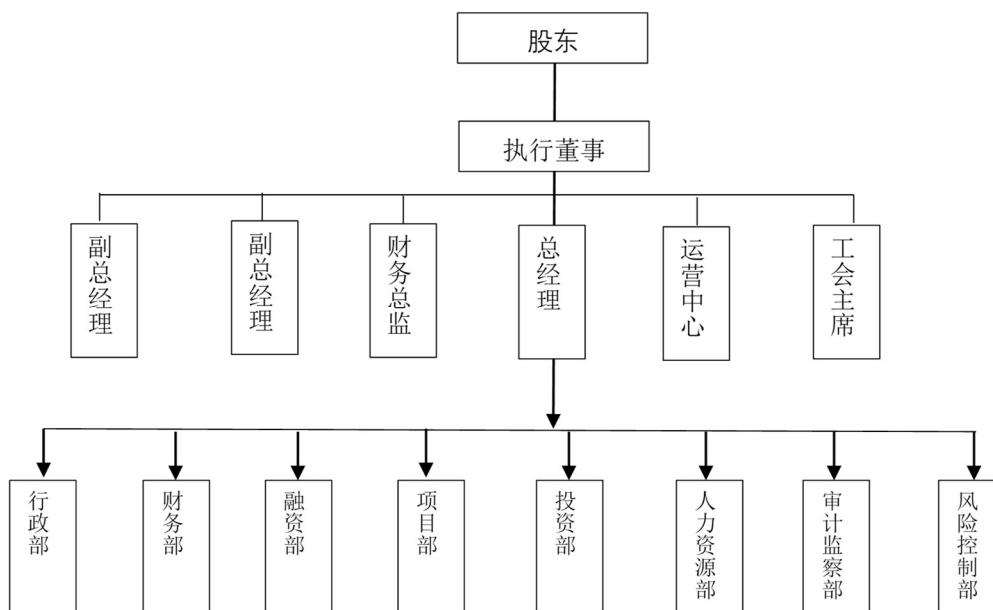 股东
执行董事
副总经理
副总经理
财务总监
总经理
运营中心
工会主席
行政部
财务部
融资部
项目部
投资部
人力资源部
审计监察部
风险控制部